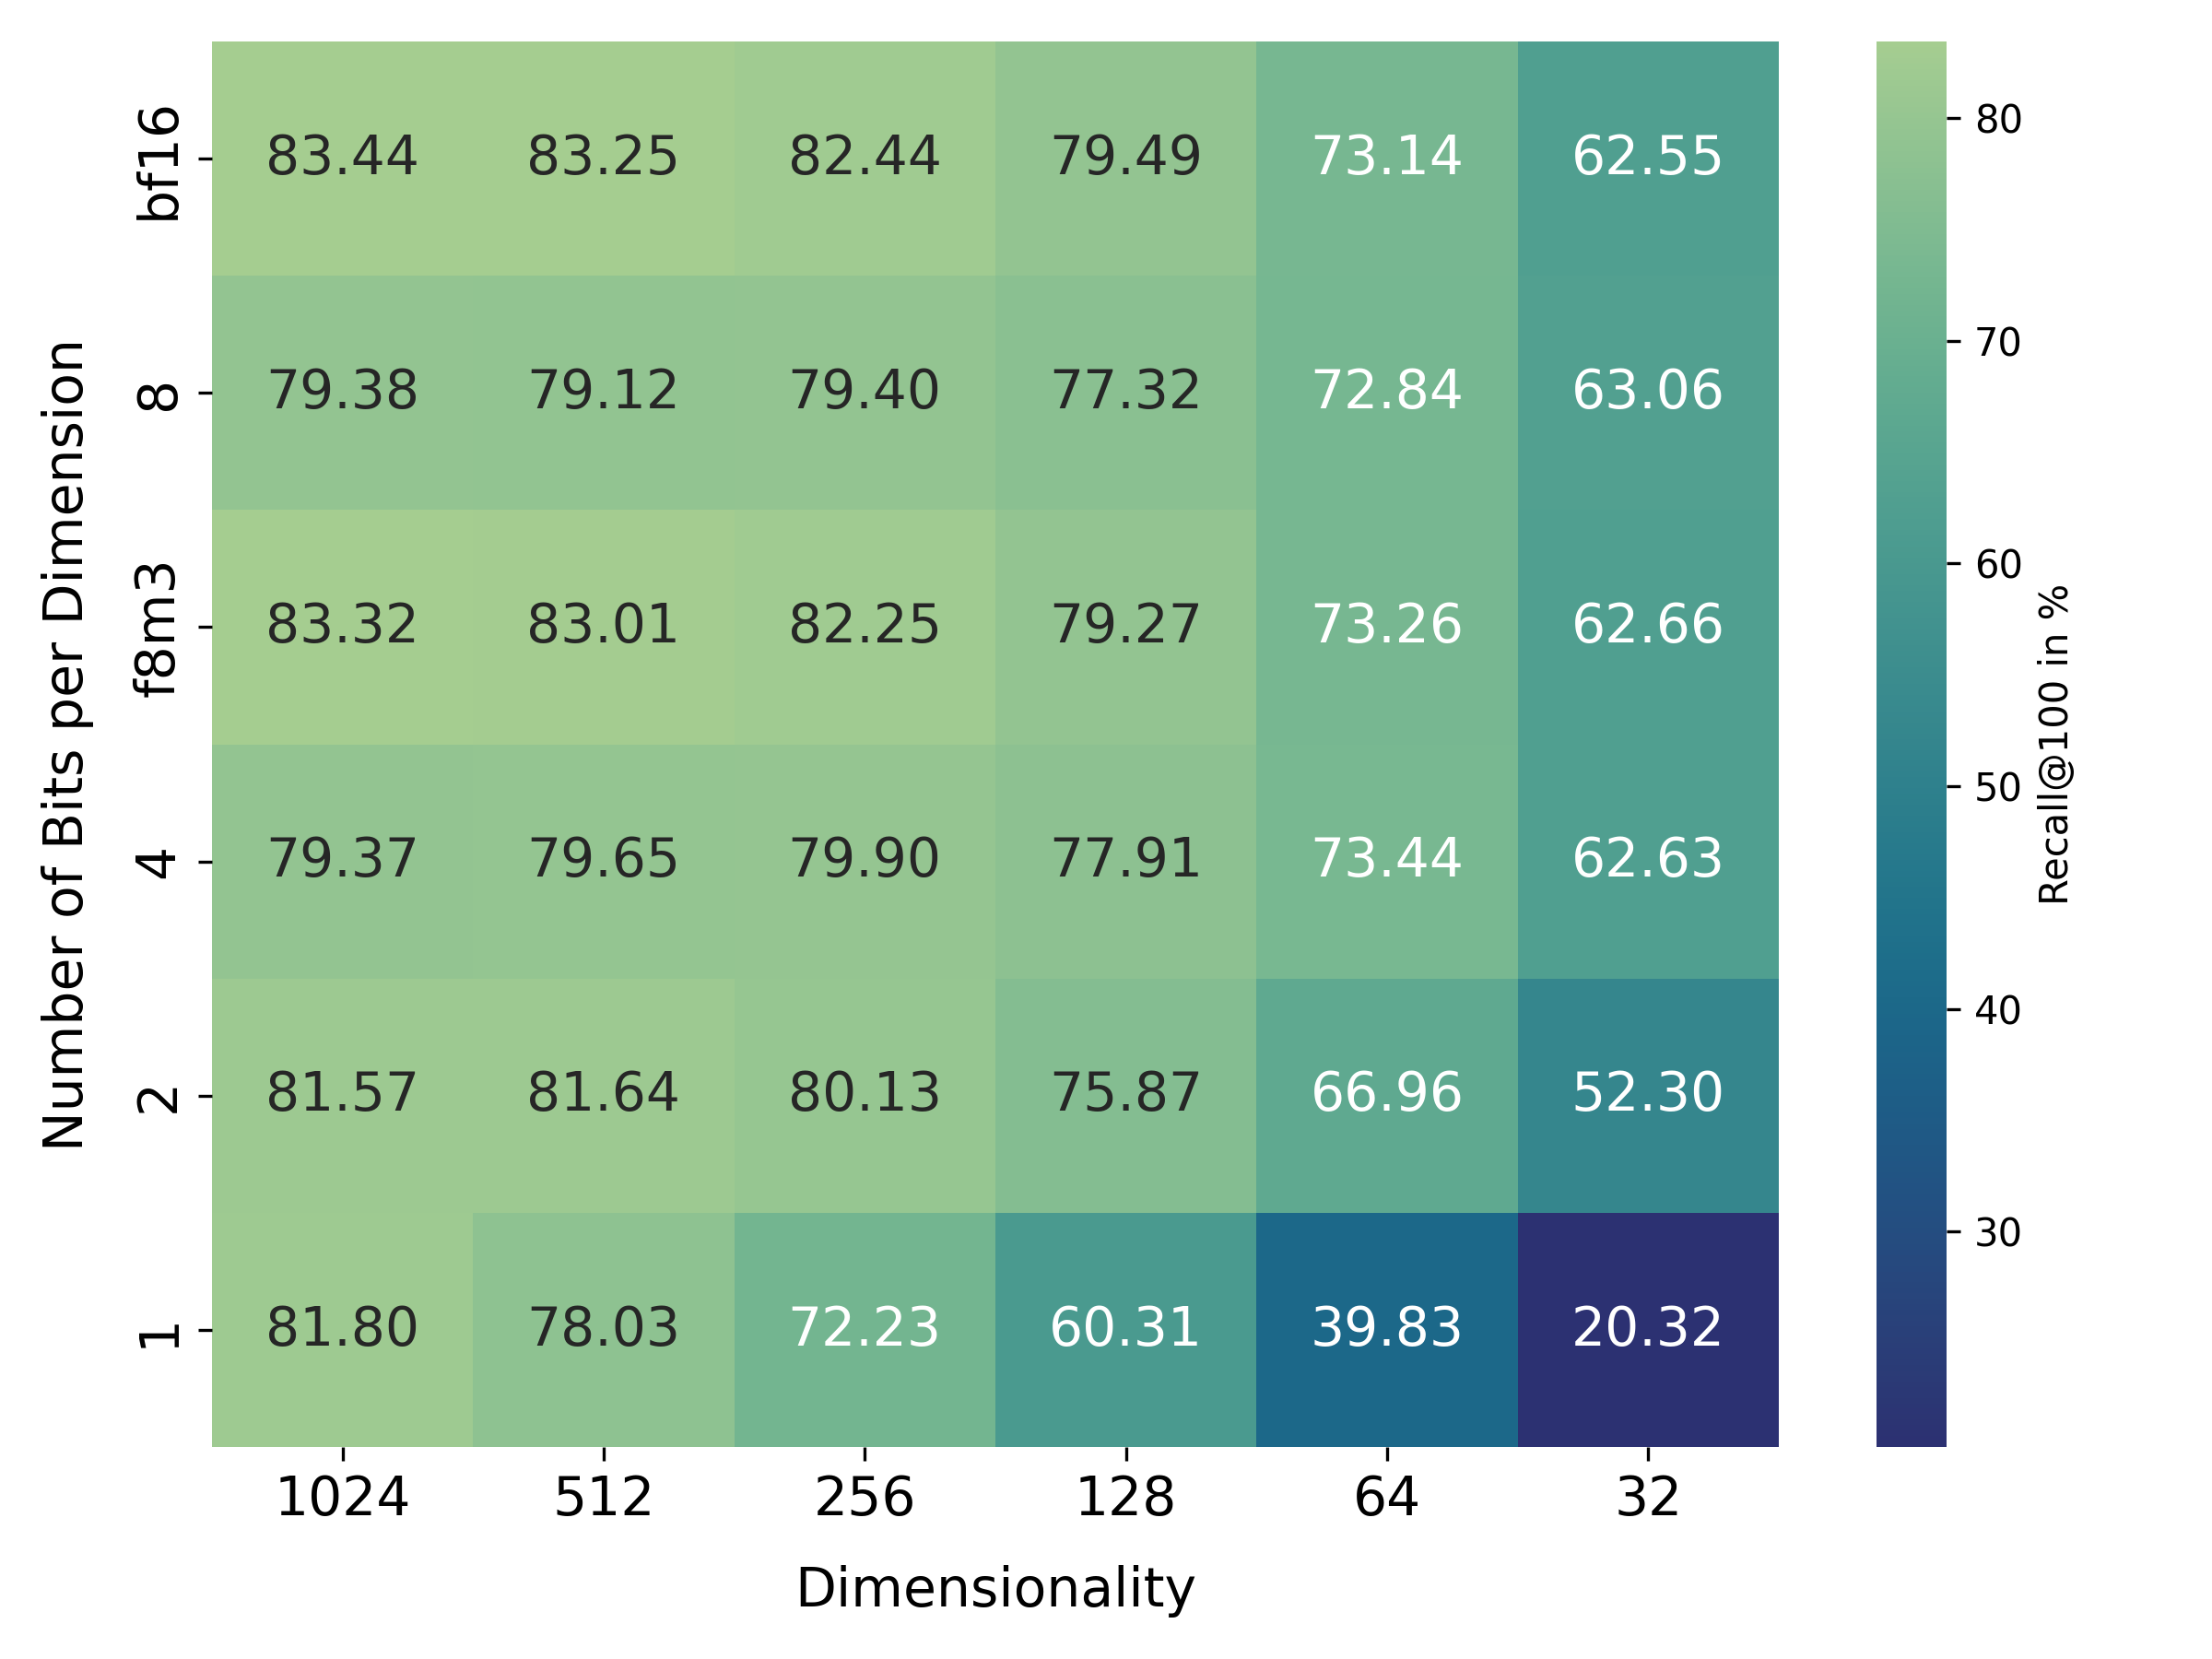 Number of Bits per Dimension
bf16 83.44 83.25 82.44 79.49 73.14 62.55
8 79.38 79.12 79.40 77.32 72.84 63.06
f8m3 83.32 83.01 82.25 79.27 73.26 62.66
4 79.37 79.65 79.90 77.91 73.44 62.63
2 81.57 81.64 80.13 75.87 66.96 52.30
1 81.80 78.03 72.23 60.31 39.83 20.32
1024 512 256 128 64 32
Dimensionality
80
70
60
50
40
30
Recall@100 in %